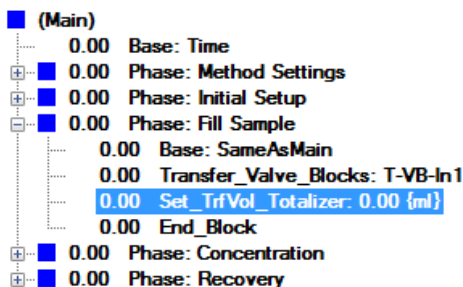 (Main)
0.00 Base: Time
0.00 Phase: Method Settings
0.00 Phase: Initial Setup
0.00 Phase: Fill Sample
0.00 Base: SameAsMain
0.00 Transfer_Valve_Blocks: T-VB-In1
0.00 Set_TrfVol_Totalizer: 0.00 {ml}
0.00 End_Block
0.00 Phase: Concentration
0.00 Phase: Recovery